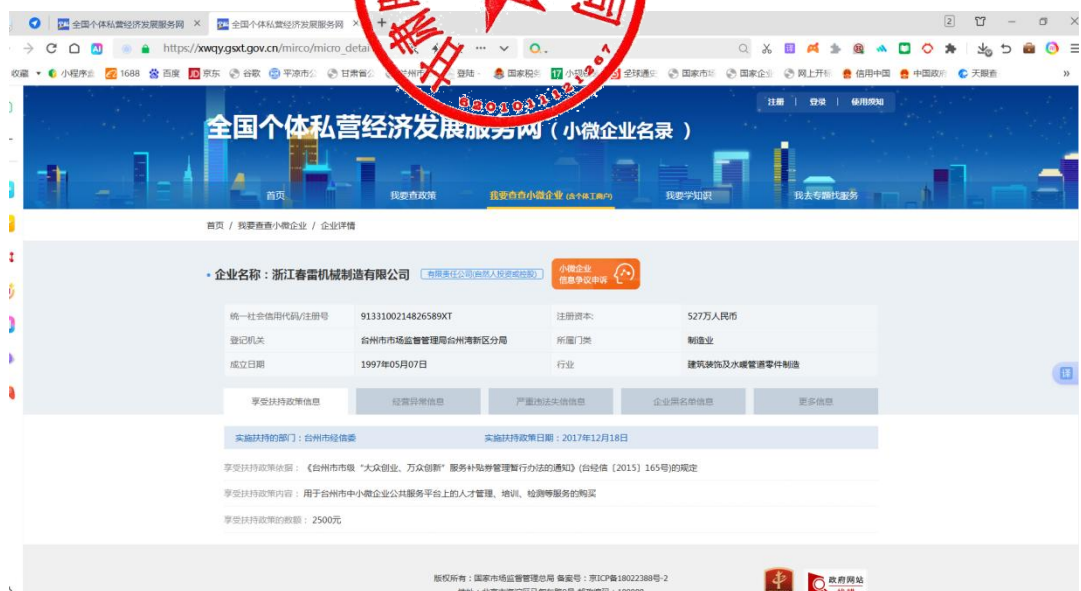 全国个体私营经济发展服务网
全国个体私营经济发展服务网
2
https://xwqy.gsxt.gov.cn/mirco/micro_detail
收藏 小程序 1688 百度 京东 谷歌 平凉市 甘肃省 登陆 国家税 全球通 国家市场 国家企业 网上开 信用中国 中国政府 天眼查
6201011121261
注册 | 登录 | 使用须知
全国个体私营经济发展服务网 ( 小微企业名录 )
首页 我要查政策 我要查查小微企业 (含个体工商户) 我要学知识 我去专题找服务
首页 / 我要查查小微企业 / 企业详情
企业名称：浙江春雷机械制造有限公司 有限责任公司(自然人投资或控股) 小微企业
信息争议申诉
统一社会信用代码/注册号 9133100214826589XT 注册资本: 527万人民币
登记机关 台州市市场监督管理局台州湾新区分局 所属门类 制造业
成立日期 1997年05月07日 行业 建筑装饰及水暖管道零件制造
译
享受扶持政策信息 经营异常信息 严重违法失信信息 企业黑名单信息 更多信息
实施扶持的部门：台州市经信委 实施扶持政策日期：2017年12月18日
享受扶持政策依据：《台州市市级 “大众创业、万众创新” 服务补贴券管理暂行办法的通知》(台经信〔2015〕165号)的规定
享受扶持政策内容：用于台州市中小微企业公共服务平台上的人才管理、培训、检测等服务的购买
享受扶持政策的数额：2500元
版权所有：国家市场监督管理总局 备案号：京ICP备18022388号-2
政府网站